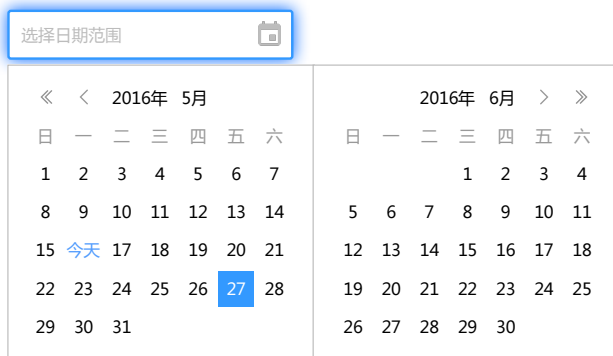 选择日期范围
2016年 5月
日 一 二 三 四 五 六
1 2 3 4 5 6 7
8 9 10 11 12 13 14
15 今天 17 18 19 20 21
22 23 24 25 26 27 28
29 30 31
2016年 6月
日 一 二 三 四 五 六
1 2 3 4
5 6 7 8 9 10 11
12 13 14 15 16 17 18
19 20 21 22 23 24 25
26 27 28 29 30